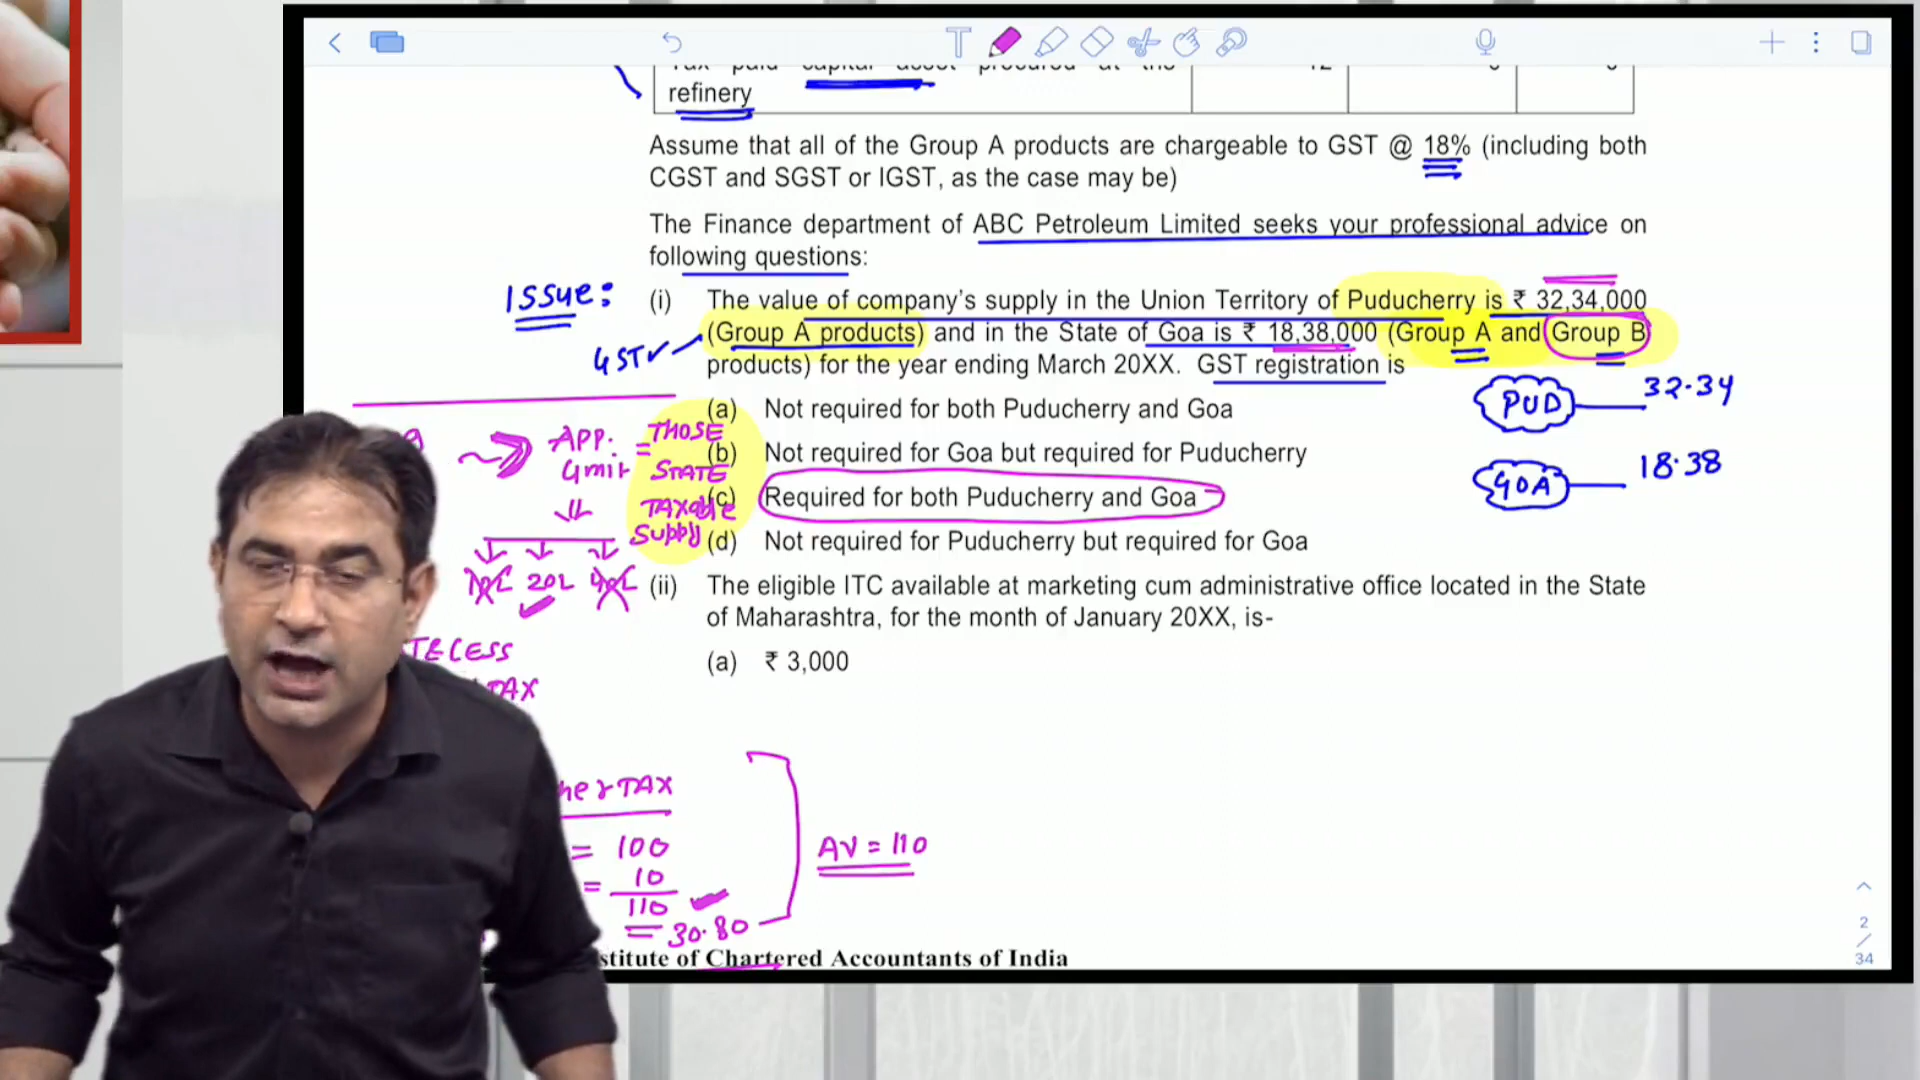 refinery
Assume that all of the Group A products are chargeable to GST @ 18% (including both
CGST and SGST or IGST, as the case may be)
The Finance department of ABC Petroleum Limited seeks your professional advice on
following questions:
Issue:
(i) The value of company's supply in the Union Territory of Puducherry is ₹ 32,34,000
(Group A products) and in the State of Goa is ₹ 18,38,000 (Group A and Group B
GST✓
products) for the year ending March 20XX. GST registration is
PUD 32.34
(a) Not required for both Puducherry and Goa
APP. = THOSE
(b) Not required for Goa but required for Puducherry
Limit STATE
GOA 18.38
(c) Required for both Puducherry and Goa
TAXable
Supply
(d) Not required for Puducherry but required for Goa
10L 20L 40L
(ii) The eligible ITC available at marketing cum administrative office located in the State
of Maharashtra, for the month of January 20XX, is-
CESS
(a) ₹ 3,000
TAX
TAX
= 100
AV = 110
= 10
110
30.80
stitute of Chartered Accountants of India
2
/
34